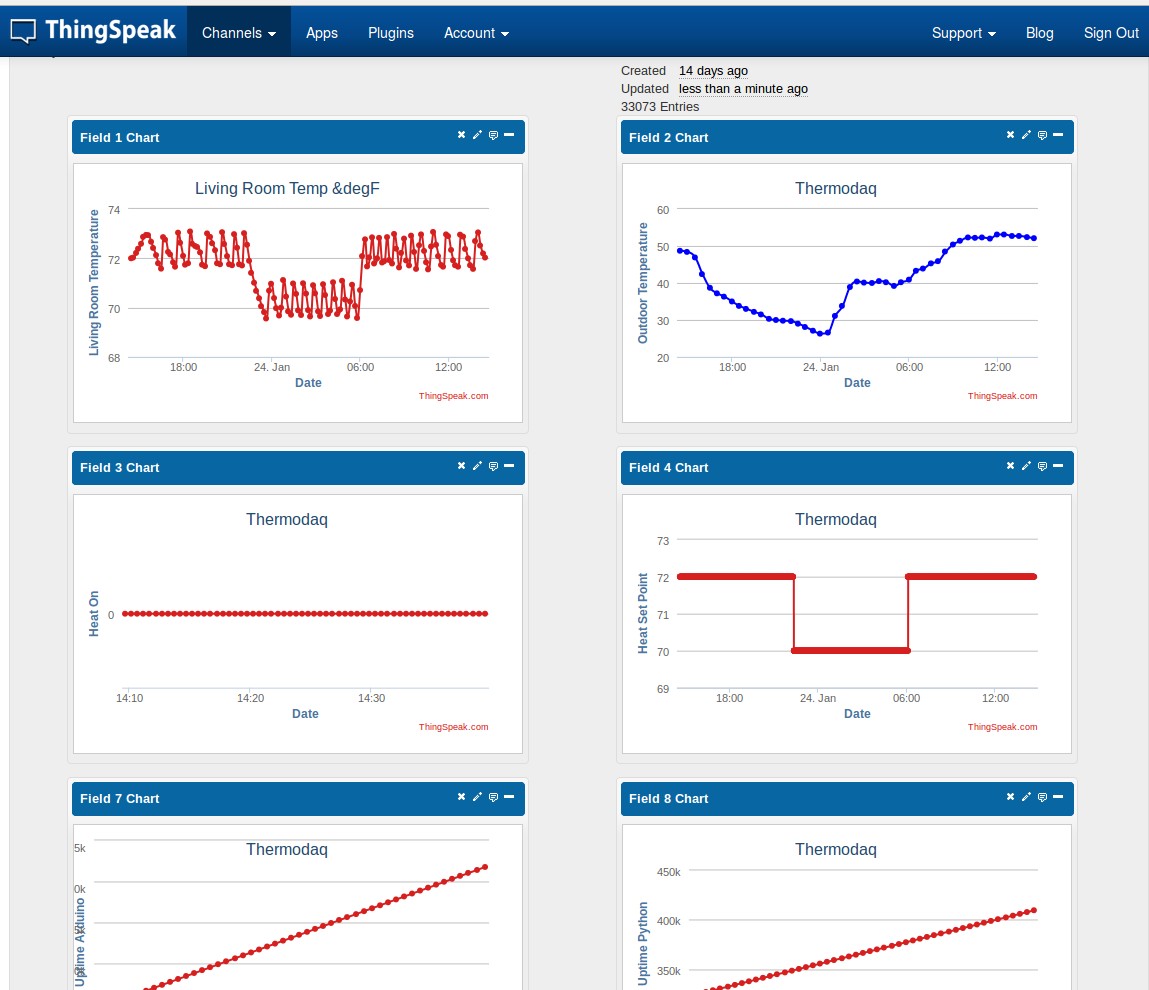 ThingSpeak Channels Apps Plugins Account Support Blog Sign Out
Created 14 days ago
Updated less than a minute ago
33073 Entries
Field 1 Chart
Living Room Temp &degF
Living Room Temperature
74
72
70
68
18:00 24. Jan 06:00 12:00
Date
ThingSpeak.com
Field 2 Chart
Thermodaq
Outdoor Temperature
60
50
40
30
20
18:00 24. Jan 06:00 12:00
Date
ThingSpeak.com
Field 3 Chart
Thermodaq
Heat On
0
14:10 14:20 14:30
Date
ThingSpeak.com
Field 4 Chart
Thermodaq
Heat Set Point
73
72
71
70
69
18:00 24. Jan 06:00 12:00
Date
ThingSpeak.com
Field 7 Chart
Thermodaq
Uptime Arduino
5k
0k
Field 8 Chart
Thermodaq
Uptime Python
450k
400k
350k